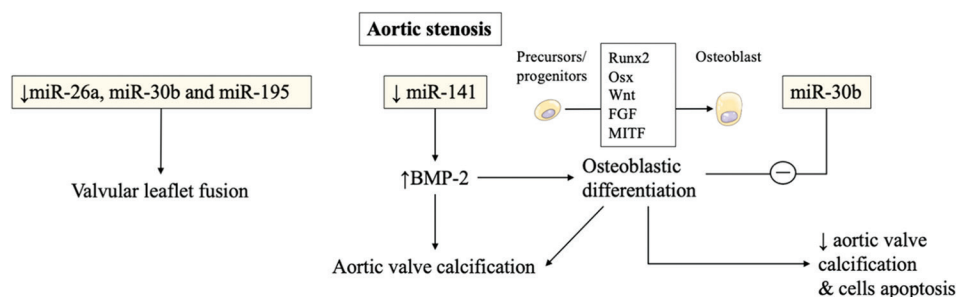 Aortic stenosis
↓miR-26a, miR-30b and miR-195
Valvular leaflet fusion
↓ miR-141
↑BMP-2
Aortic valve calcification
Precursors/
progenitors
Runx2
Osx
Wnt
FGF
MITF
Osteoblast
Osteoblastic
differentiation
miR-30b
−
↓ aortic valve
calcification
& cells apoptosis